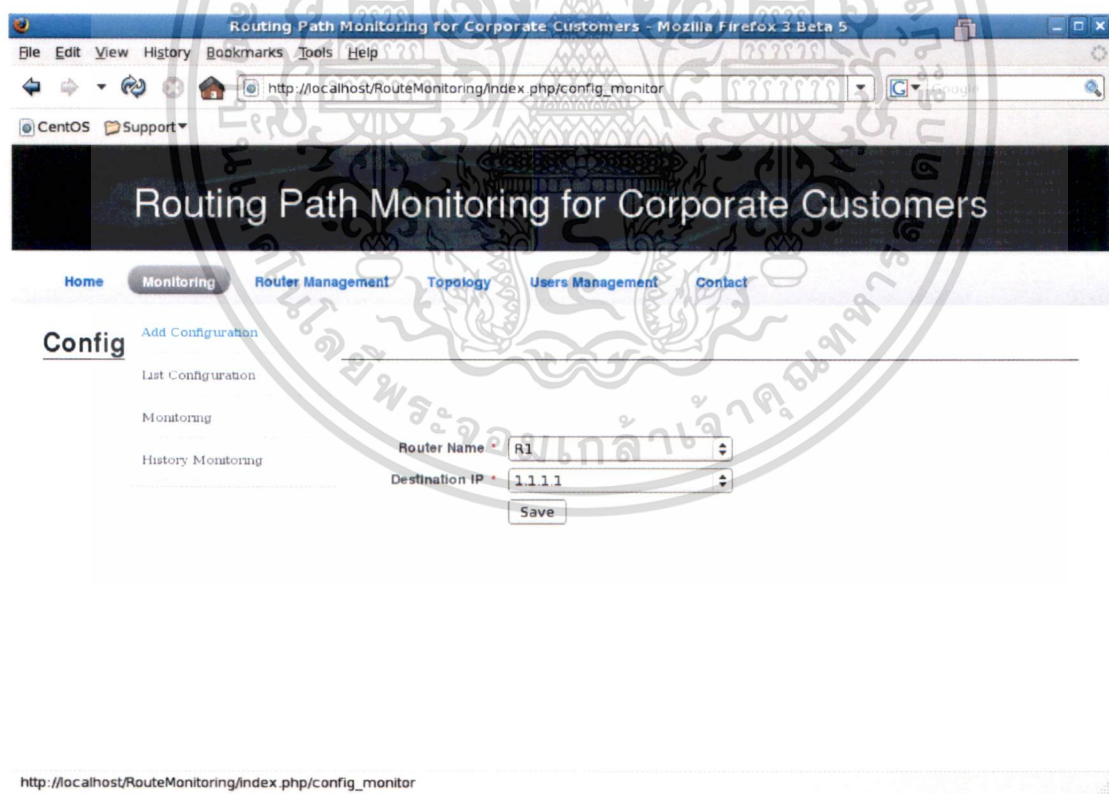 Routing Path Monitoring for Corporate Customers - Mozilla Firefox 3 Beta 5
File Edit View History Bookmarks Tools Help
http://localhost/RouteMonitoring/index.php/config_monitor
Google
CentOS Support
Routing Path Monitoring for Corporate Customers
Home Monitoring Router Management Topology Users Management Contact
Config
Add Configuration
List Configuration
Monitoring
History Monitoring
Router Name * R1
Destination IP * 1.1.1.1
Save
http://localhost/RouteMonitoring/index.php/config_monitor